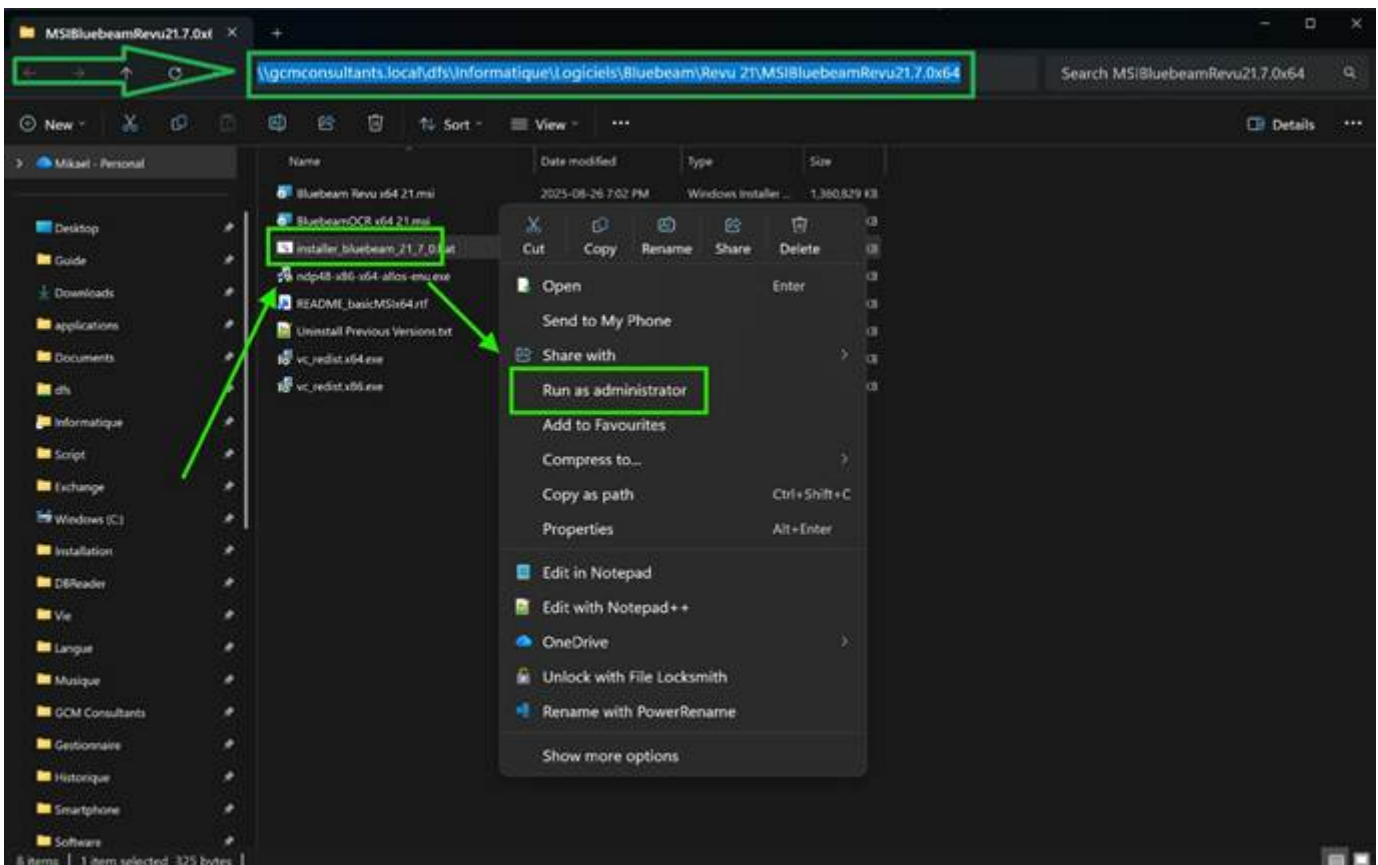 MSIBluebeamRevu21.7.0x6
\\gcmconsultants.local\dfs\Informatique\Logiciels\Bluebeam\Revu 21\MSIBluebeamRevu21.7.0x64
Search MSIBluebeamRevu21.7.0x64
New
Sort
View
Details
Mikael - Personal
Name
Date modified
Type
Size
Bluebeam Revu x64 21.msi
2025-08-26 7:02 PM
Windows Installer ...
1,360,829 KB
BluebeamOCR x64 21.msi
installer_bluebeam_21_7_0.bat
ndp48-x86-x64-allos-enu.exe
README_basicMSIx64.rtf
Uninstall Previous Versions.txt
vc_redist.x64.exe
vc_redist.x86.exe
Desktop
Guide
Downloads
applications
Documents
dfs
Informatique
Script
Exchange
Windows (C:)
Installation
DBReader
Vie
Langue
Musique
GCM Consultants
Gestionnaire
Historique
Smartphone
Software
Cut
Copy
Rename
Share
Delete
Open
Enter
Send to My Phone
Share with
Run as administrator
Add to Favourites
Compress to...
Copy as path
Ctrl+Shift+C
Properties
Alt+Enter
Edit in Notepad
Edit with Notepad++
OneDrive
Unlock with File Locksmith
Rename with PowerRename
Show more options
8 items
1 item selected 325 bytes